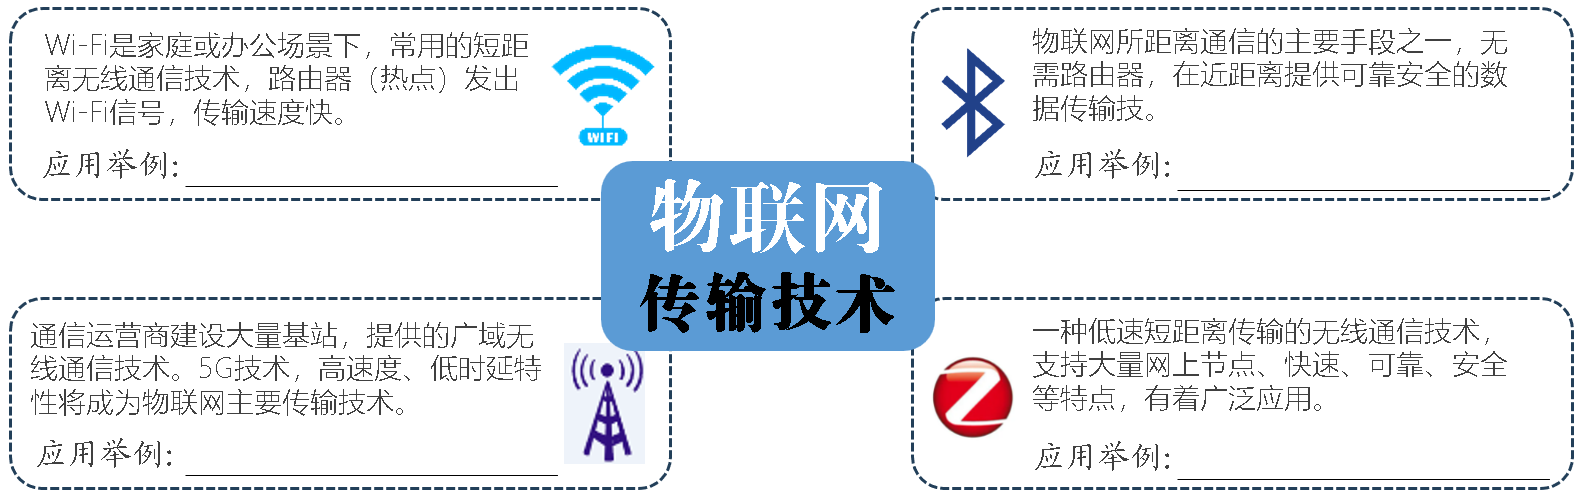 Wi-Fi是家庭或办公场景下，常用的短距
离无线通信技术，路由器（热点）发出
Wi-Fi信号，传输速度快。
应用举例:
WIFI
物联网所距离通信的主要手段之一，无
需路由器，在近距离提供可靠安全的数
据传输技。
应用举例:
物联网
传输技术
通信运营商建设大量基站，提供的广域无
线通信技术。5G技术，高速度、低时延特
性将成为物联网主要传输技术。
应用举例:
一种低速短距离传输的无线通信技术，
支持大量网上节点、快速、可靠、安全
等特点，有着广泛应用。
应用举例: